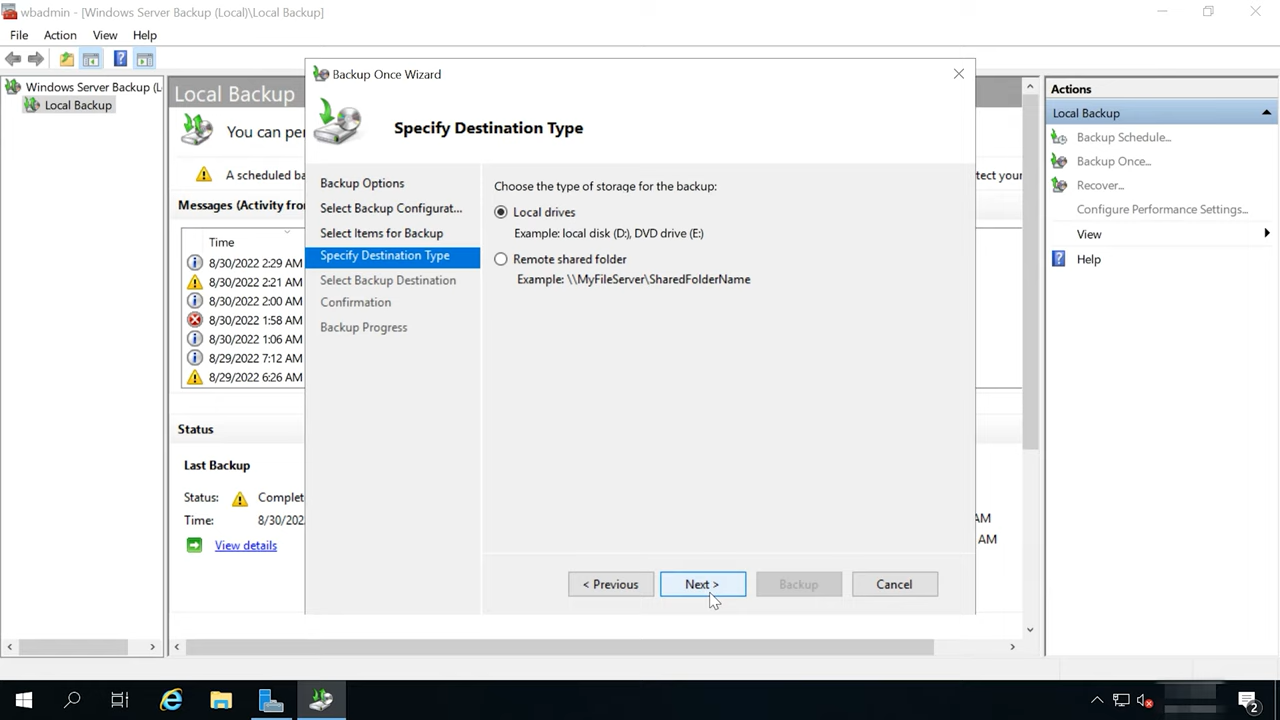 wbadmin - [Windows Server Backup (Local)\Local Backup]
File Action View Help
Windows Server Backup (L
Local Backup
Local Backup
You can per
A scheduled ba
tect your
Messages (Activity from
Time
8/30/2022 2:29 AM
8/30/2022 2:21 AM
8/30/2022 2:00 AM
8/30/2022 1:58 AM
8/30/2022 1:06 AM
8/29/2022 7:12 AM
8/29/2022 6:26 AM
Status
Last Backup
Status: Complet
Time: 8/30/202
View details
AM
AM
Backup Once Wizard
Specify Destination Type
Backup Options
Select Backup Configurat...
Select Items for Backup
Specify Destination Type
Select Backup Destination
Confirmation
Backup Progress
Choose the type of storage for the backup:
Local drives
Example: local disk (D:), DVD drive (E:)
Remote shared folder
Example: \\MyFileServer\SharedFolderName
< Previous
Next >
Backup
Cancel
Actions
Local Backup
Backup Schedule...
Backup Once...
Recover...
Configure Performance Settings...
View
Help
2